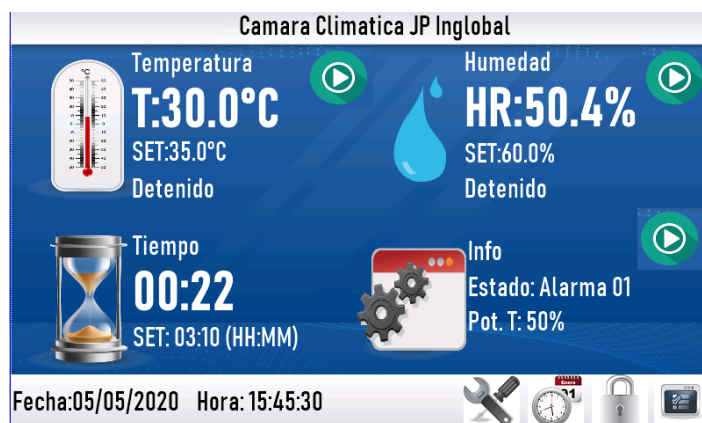 Camara Climatica JP Inglobal
Temperatura
T:30.0°C
SET:35.0°C
Detenido
Humedad
HR:50.4%
SET:60.0%
Detenido
Tiempo
00:22
SET: 03:10 (HH:MM)
Info
Estado: Alarma 01
Pot. T: 50%
Fecha:05/05/2020 Hora: 15:45:30
°C
Enero